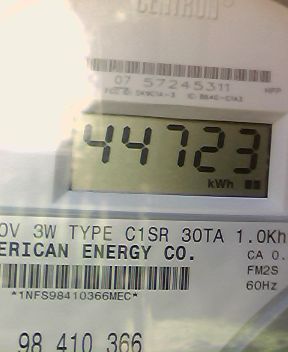 CENTRON®
07 57245311
44723
kWh
0V 3W TYPE C1SR 30TA 1.0Kh
ERICAN ENERGY CO.
CA 0.
FM2S
60Hz
*1NFS98410366MEC*
98 410 366